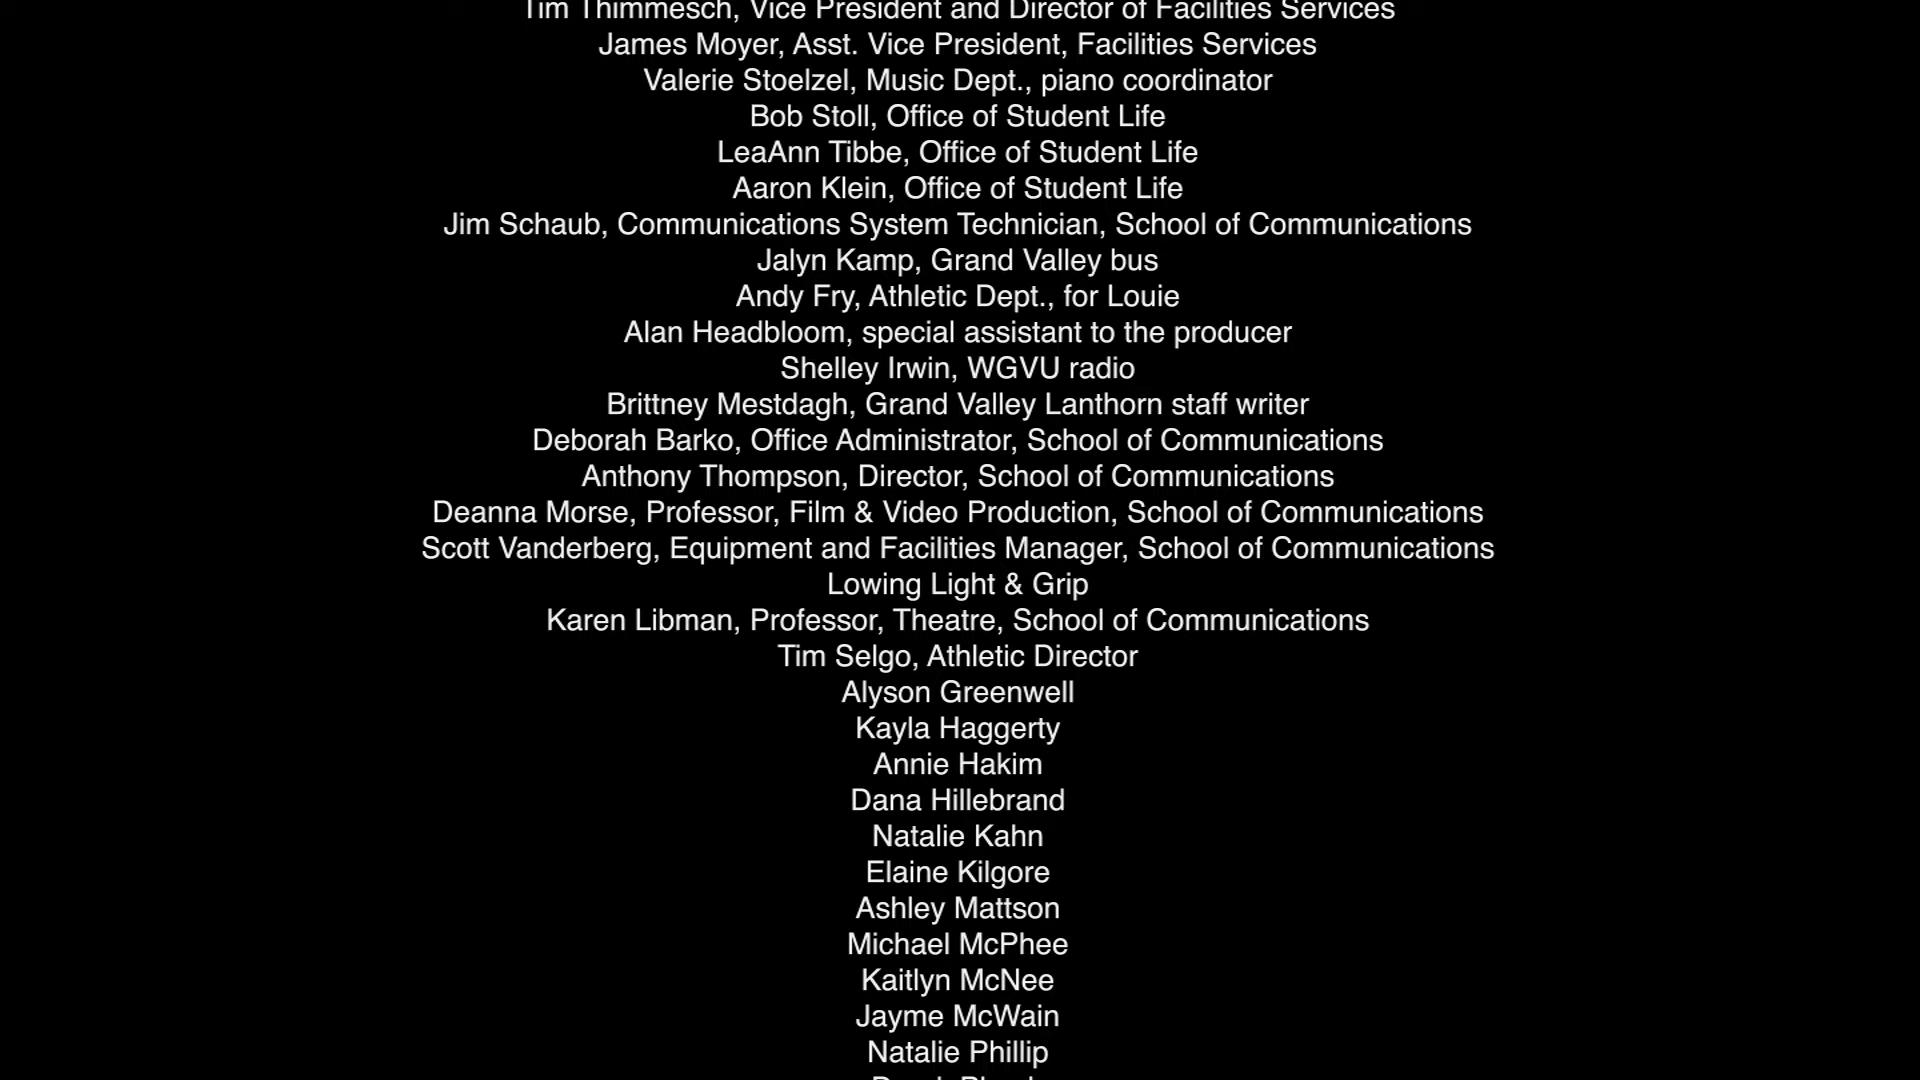 Tim Thimmesch, Vice President and Director of Facilities Services
James Moyer, Asst. Vice President, Facilities Services
Valerie Stoelzel, Music Dept., piano coordinator
Bob Stoll, Office of Student Life
LeaAnn Tibbe, Office of Student Life
Aaron Klein, Office of Student Life
Jim Schaub, Communications System Technician, School of Communications
Jalyn Kamp, Grand Valley bus
Andy Fry, Athletic Dept., for Louie
Alan Headbloom, special assistant to the producer
Shelley Irwin, WGVU radio
Brittney Mestdagh, Grand Valley Lanthorn staff writer
Deborah Barko, Office Administrator, School of Communications
Anthony Thompson, Director, School of Communications
Deanna Morse, Professor, Film & Video Production, School of Communications
Scott Vanderberg, Equipment and Facilities Manager, School of Communications
Lowing Light & Grip
Karen Libman, Professor, Theatre, School of Communications
Tim Selgo, Athletic Director
Alyson Greenwell
Kayla Haggerty
Annie Hakim
Dana Hillebrand
Natalie Kahn
Elaine Kilgore
Ashley Mattson
Michael McPhee
Kaitlyn McNee
Jayme McWain
Natalie Phillip